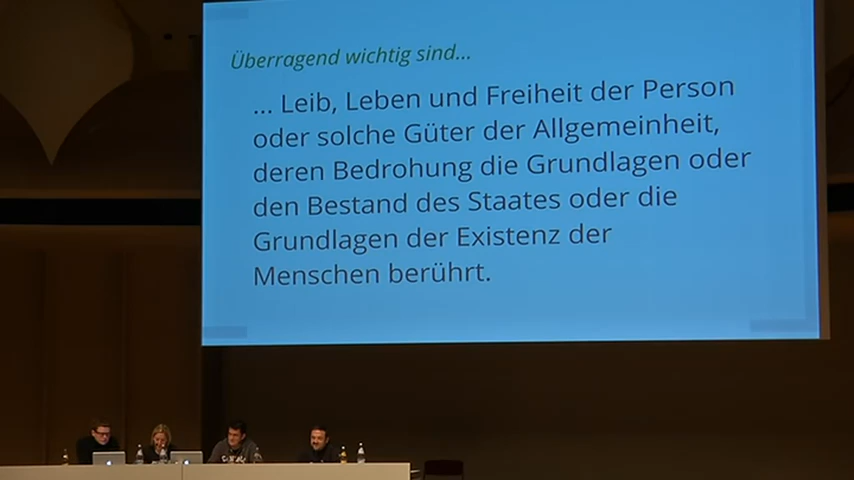 Überragend wichtig sind...
... Leib, Leben und Freiheit der Person
oder solche Güter der Allgemeinheit,
deren Bedrohung die Grundlagen oder
den Bestand des Staates oder die
Grundlagen der Existenz der
Menschen berührt.